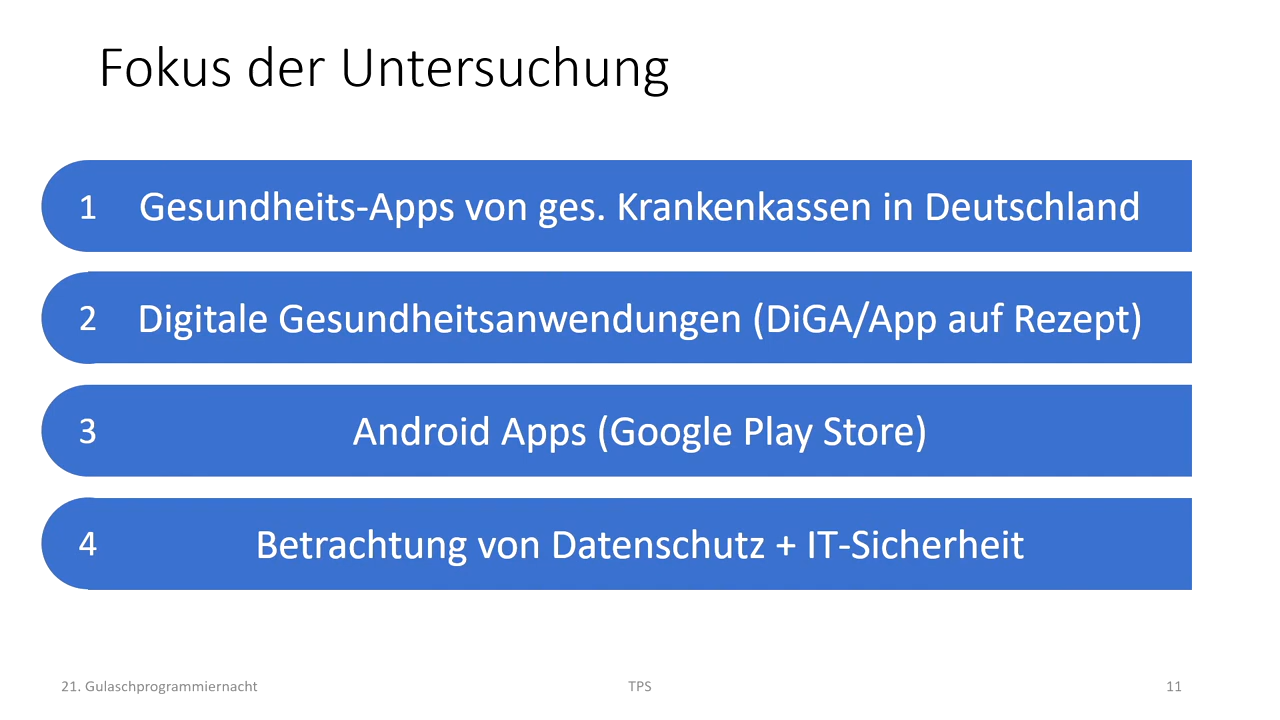 Fokus der Untersuchung
1 Gesundheits-Apps von ges. Krankenkassen in Deutschland
2 Digitale Gesundheitsanwendungen (DiGA/App auf Rezept)
3 Android Apps (Google Play Store)
4 Betrachtung von Datenschutz + IT-Sicherheit
21. Gulaschprogrammiernacht TPS 11